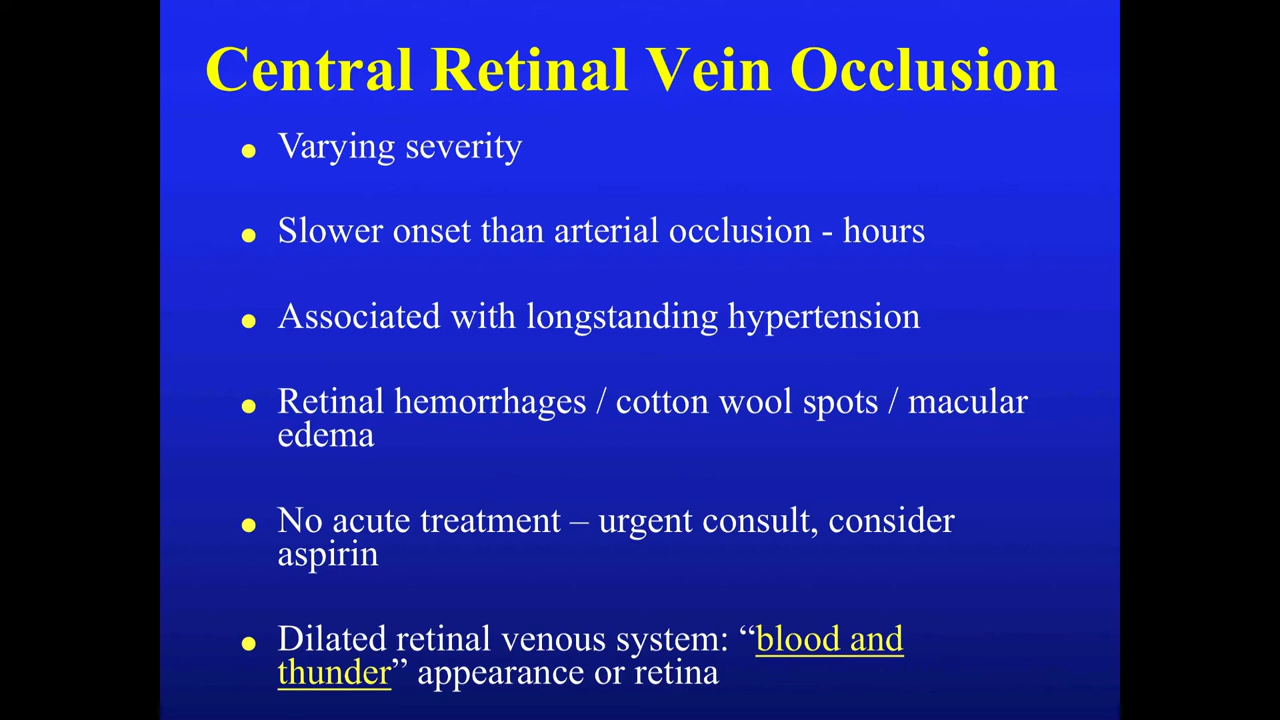 Central Retinal Vein Occlusion
• Varying severity
• Slower onset than arterial occlusion - hours
• Associated with longstanding hypertension
• Retinal hemorrhages / cotton wool spots / macular
edema
• No acute treatment – urgent consult, consider
aspirin
• Dilated retinal venous system: “blood and
thunder” appearance or retina